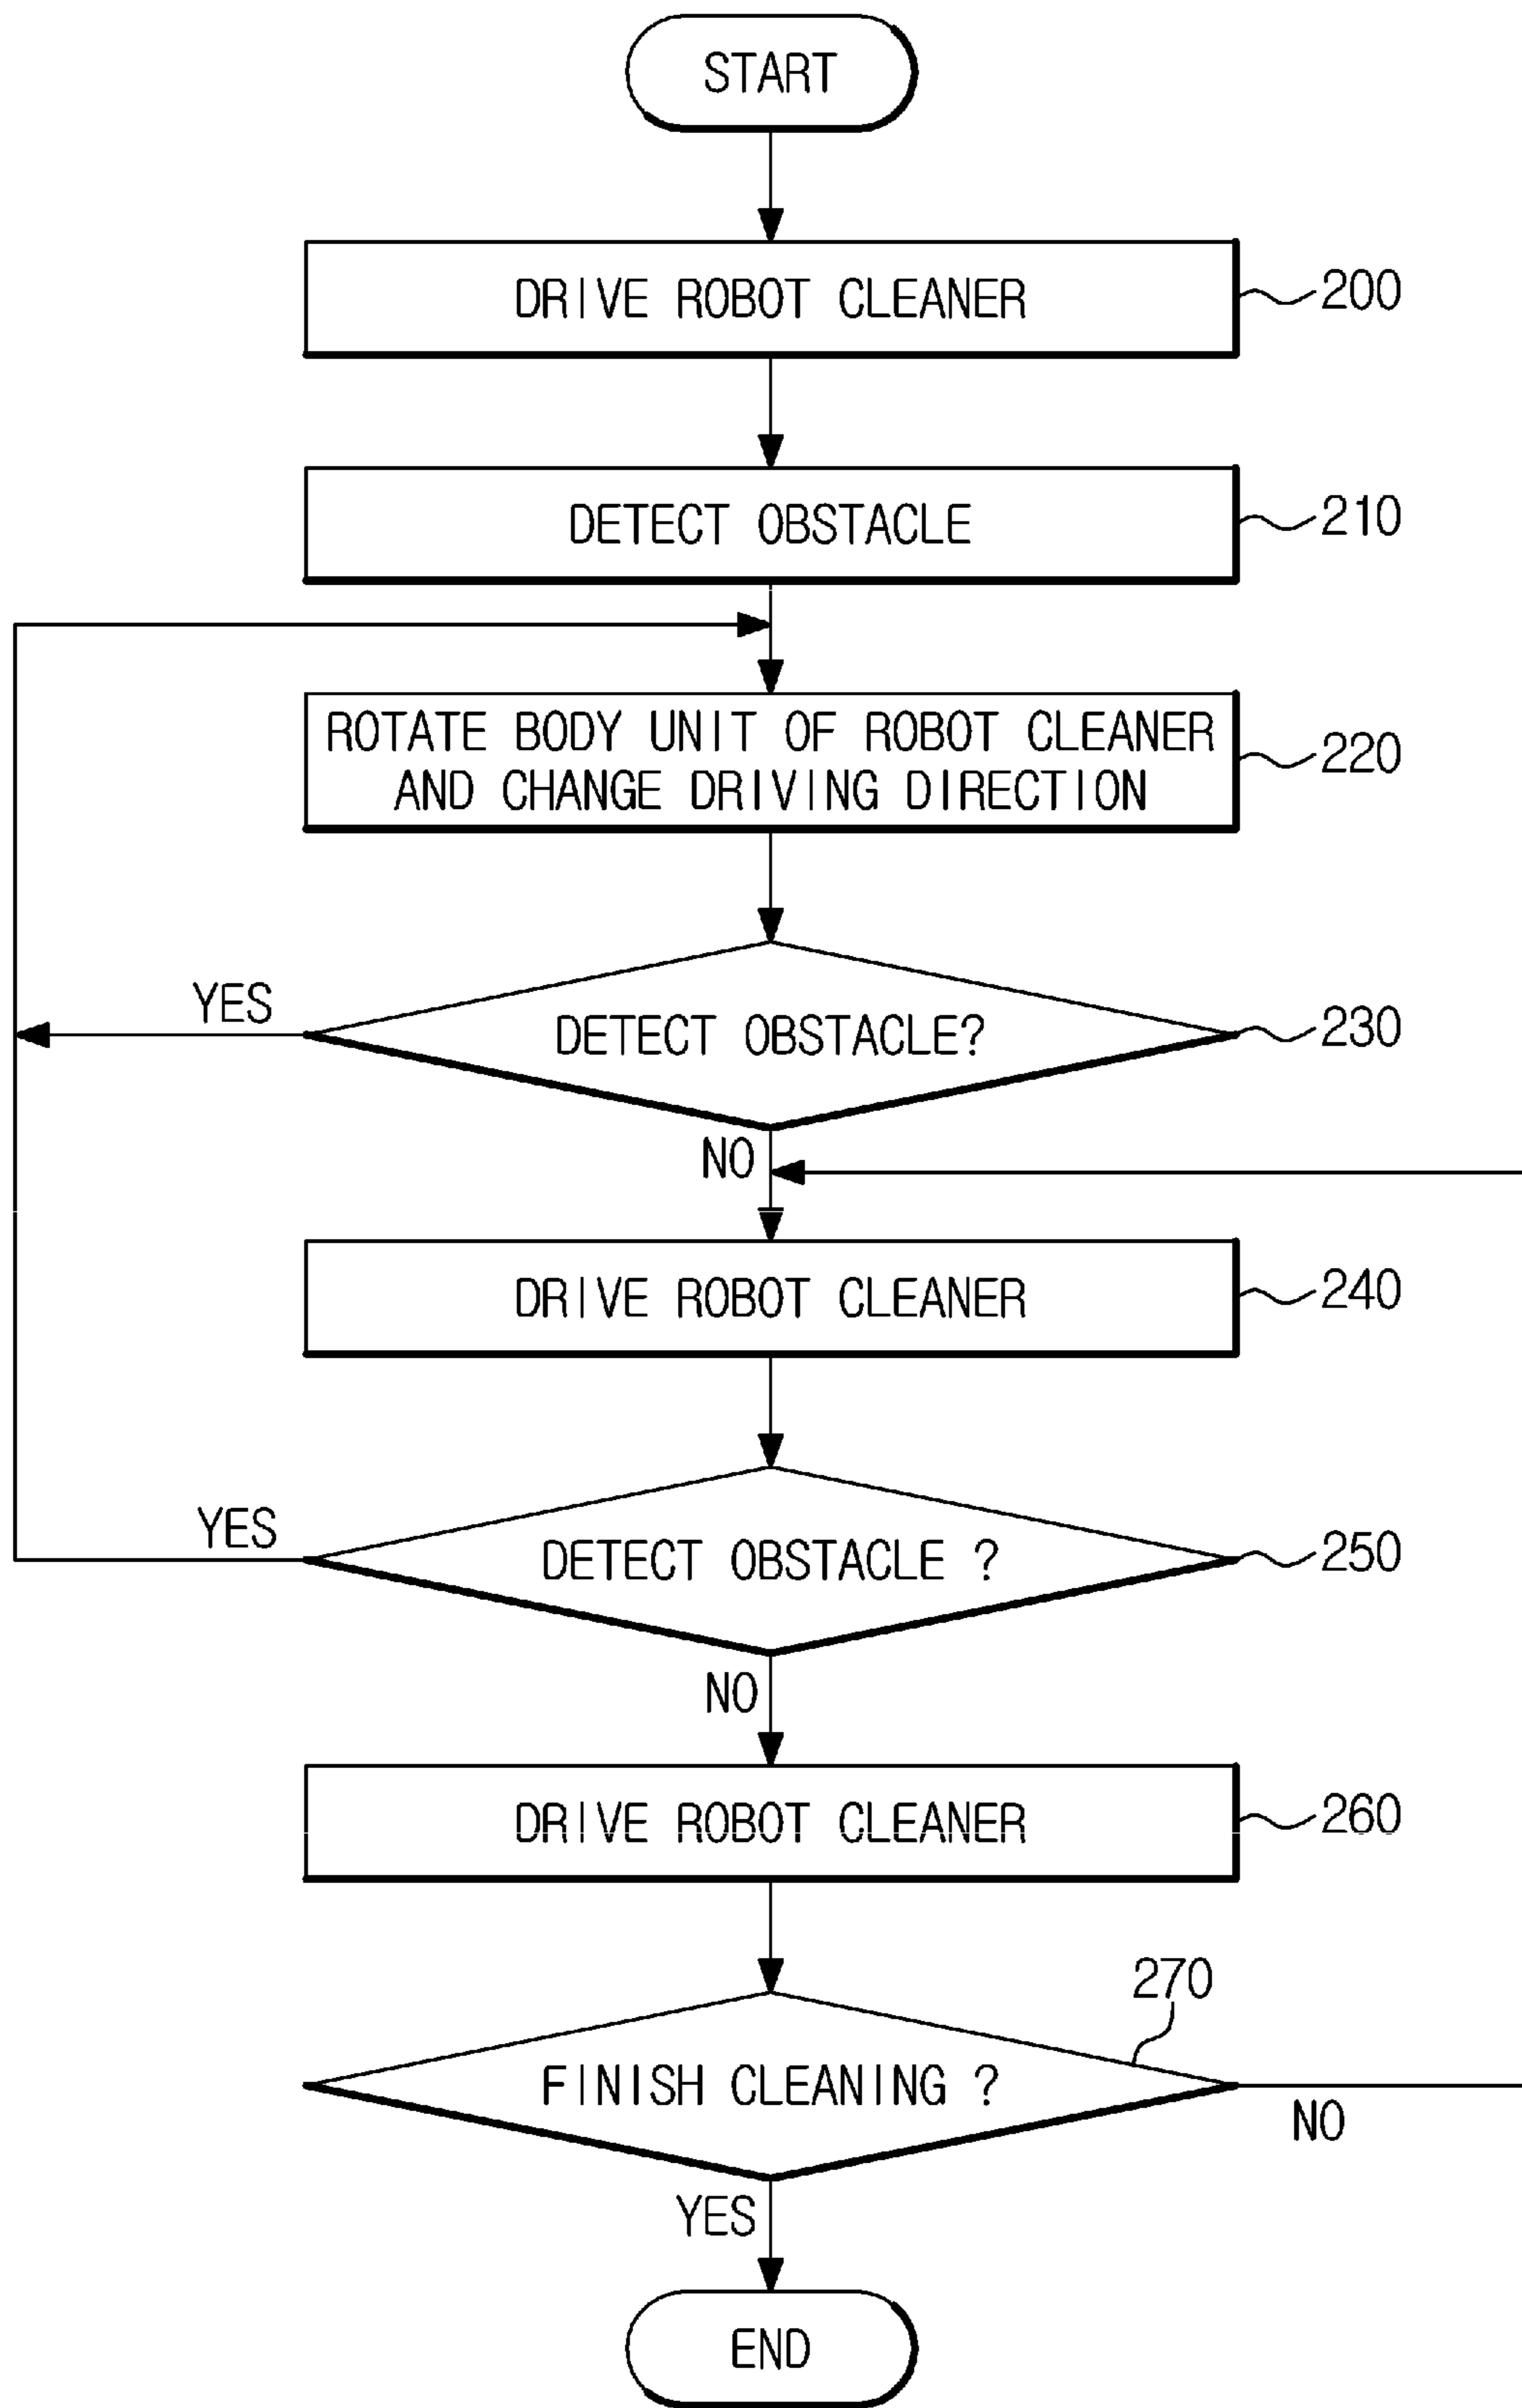 START
DRIVE ROBOT CLEANER
200
DETECT OBSTACLE
210
ROTATE BODY UNIT OF ROBOT CLEANER
AND CHANGE DRIVING DIRECTION
220
YES
DETECT OBSTACLE?
230
NO
DRIVE ROBOT CLEANER
240
YES
DETECT OBSTACLE ?
250
NO
DRIVE ROBOT CLEANER
260
270
FINISH CLEANING ?
NO
YES
END